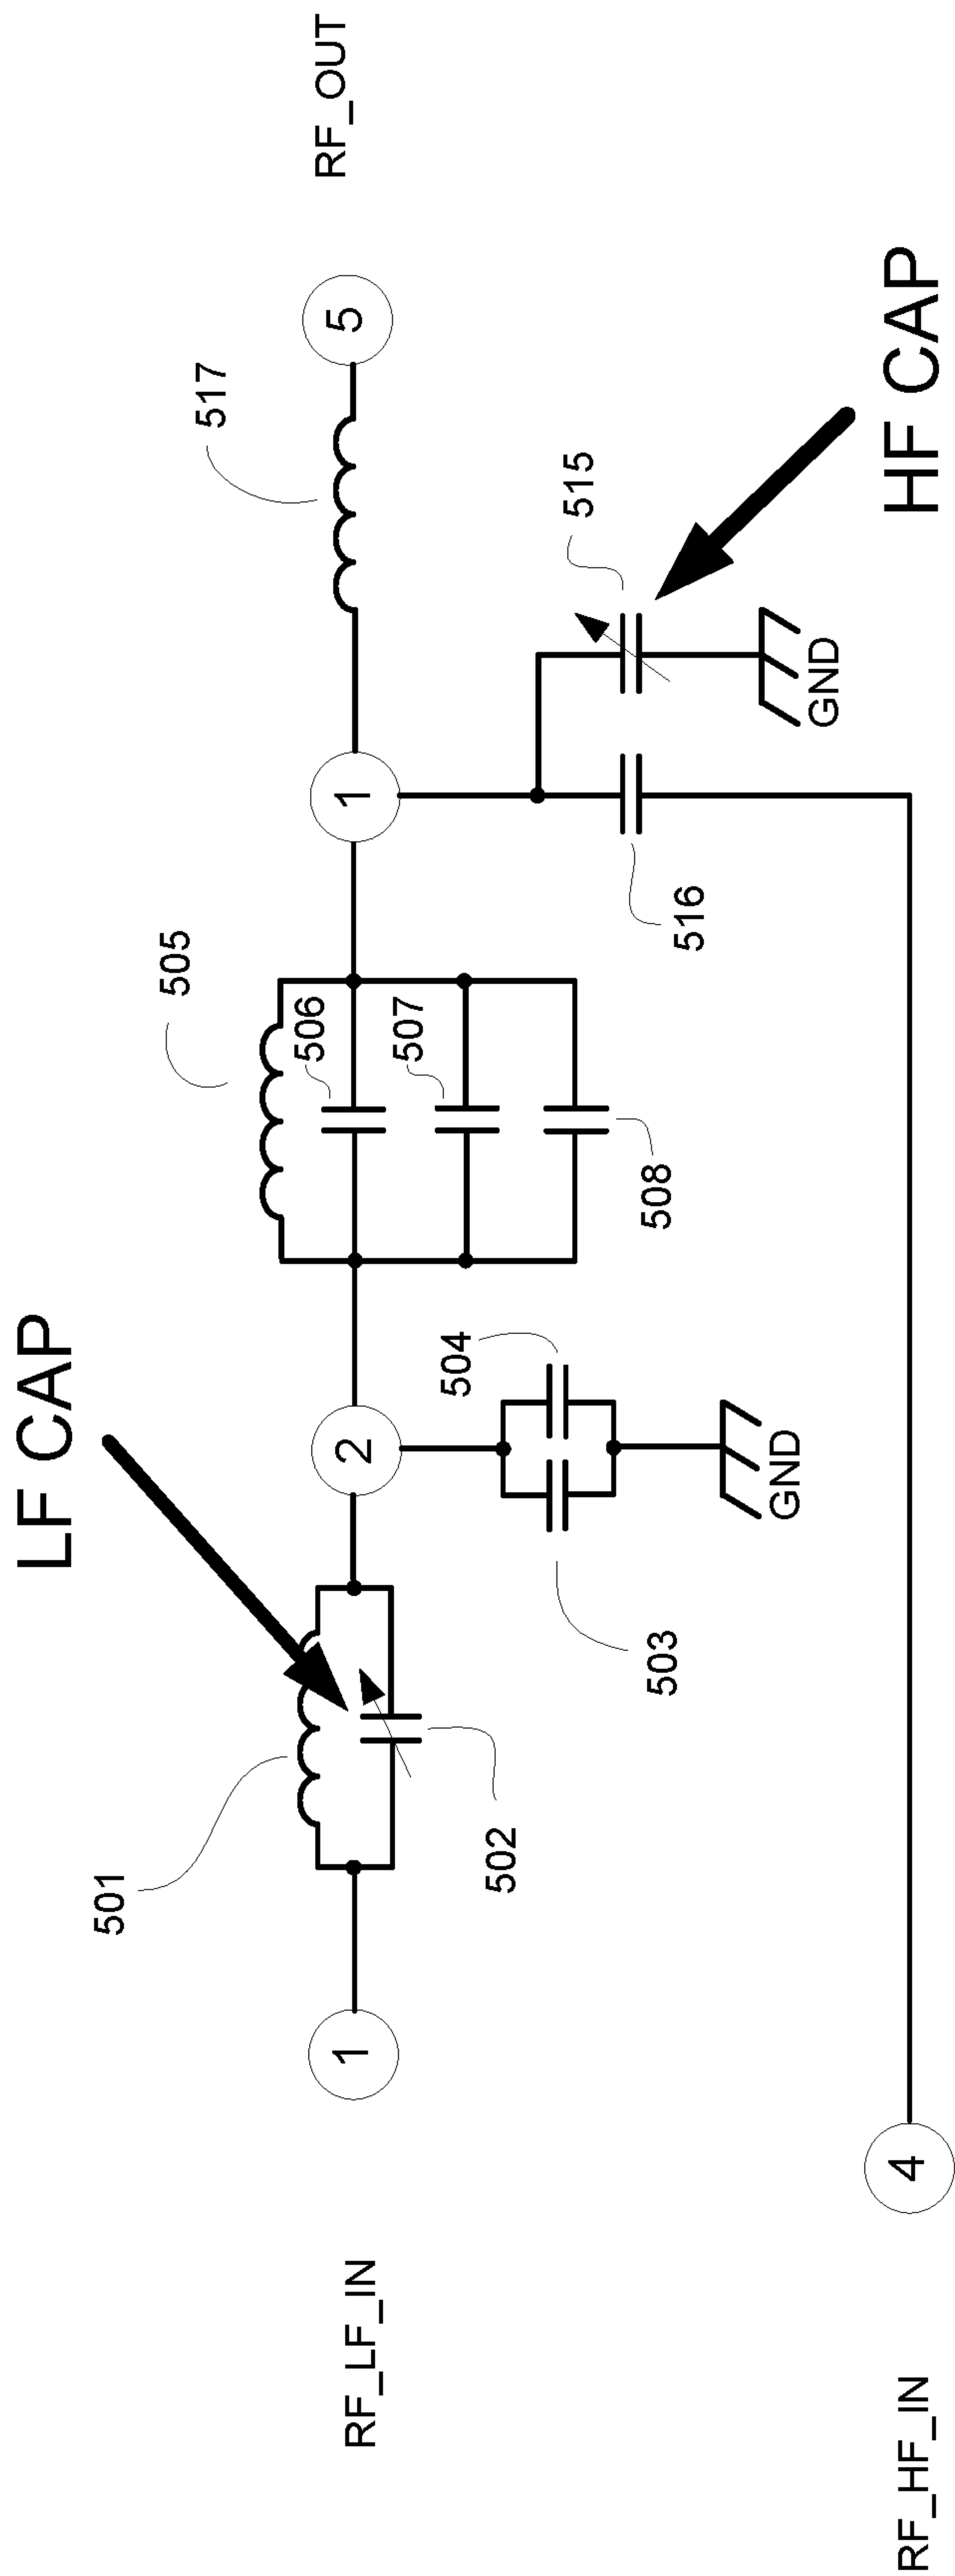 LF CAP
501
505
517
RF_OUT
RF_LF_IN
1
2
1
5
506
507
508
502
503
504
516
515
GND
GND
HF CAP
RF_HF_IN
4